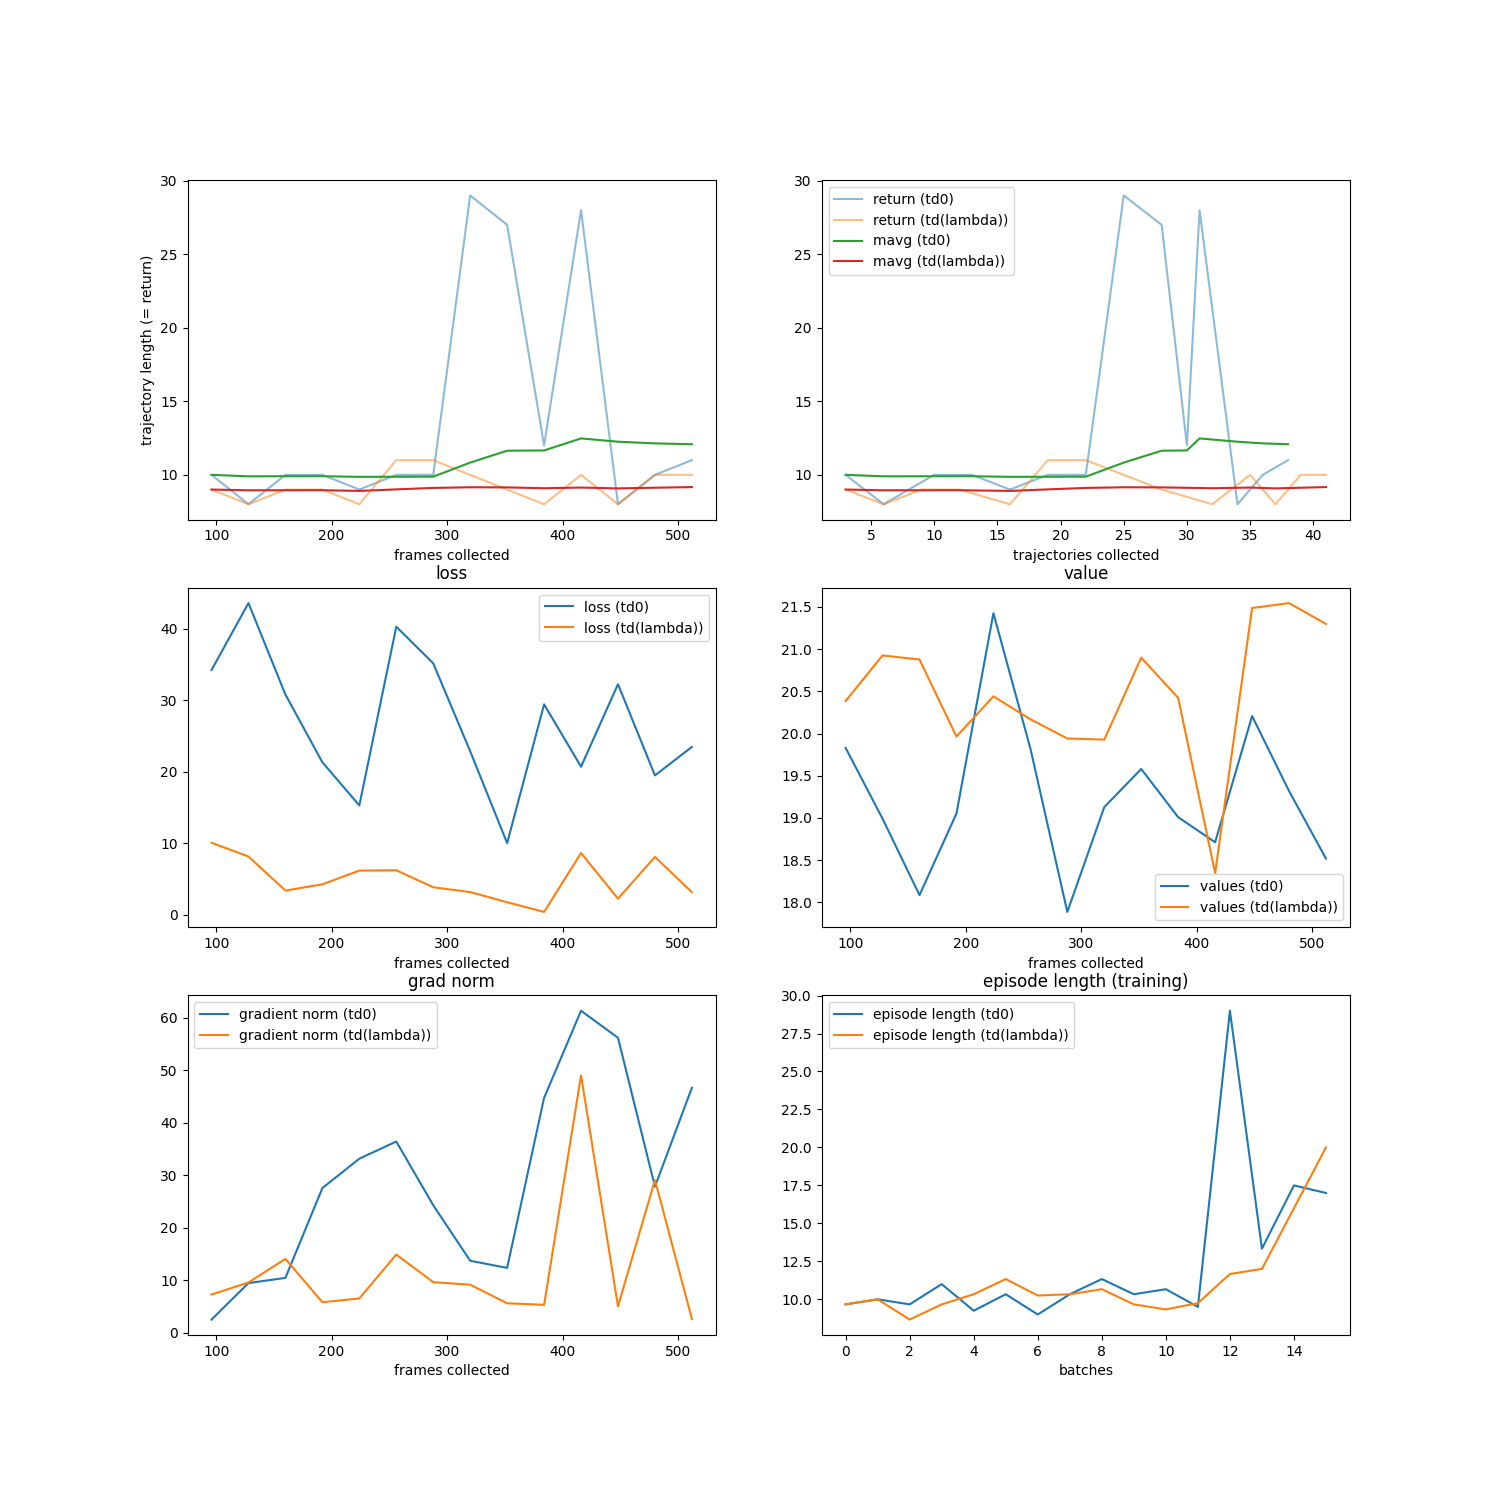 30
25
20
15
10
trajectory length (= return)
100 200 300 400 500
frames collected
30
25
20
15
10
return (td0)
return (td(lambda))
mavg (td0)
mavg (td(lambda))
5 10 15 20 25 30 35 40
trajectories collected
loss
40
30
20
10
0
loss (td0)
loss (td(lambda))
100 200 300 400 500
frames collected
value
21.5
21.0
20.5
20.0
19.5
19.0
18.5
18.0
values (td0)
values (td(lambda))
100 200 300 400 500
frames collected
grad norm
60
50
40
30
20
10
0
gradient norm (td0)
gradient norm (td(lambda))
100 200 300 400 500
frames collected
episode length (training)
30.0
27.5
25.0
22.5
20.0
17.5
15.0
12.5
10.0
episode length (td0)
episode length (td(lambda))
0 2 4 6 8 10 12 14
batches